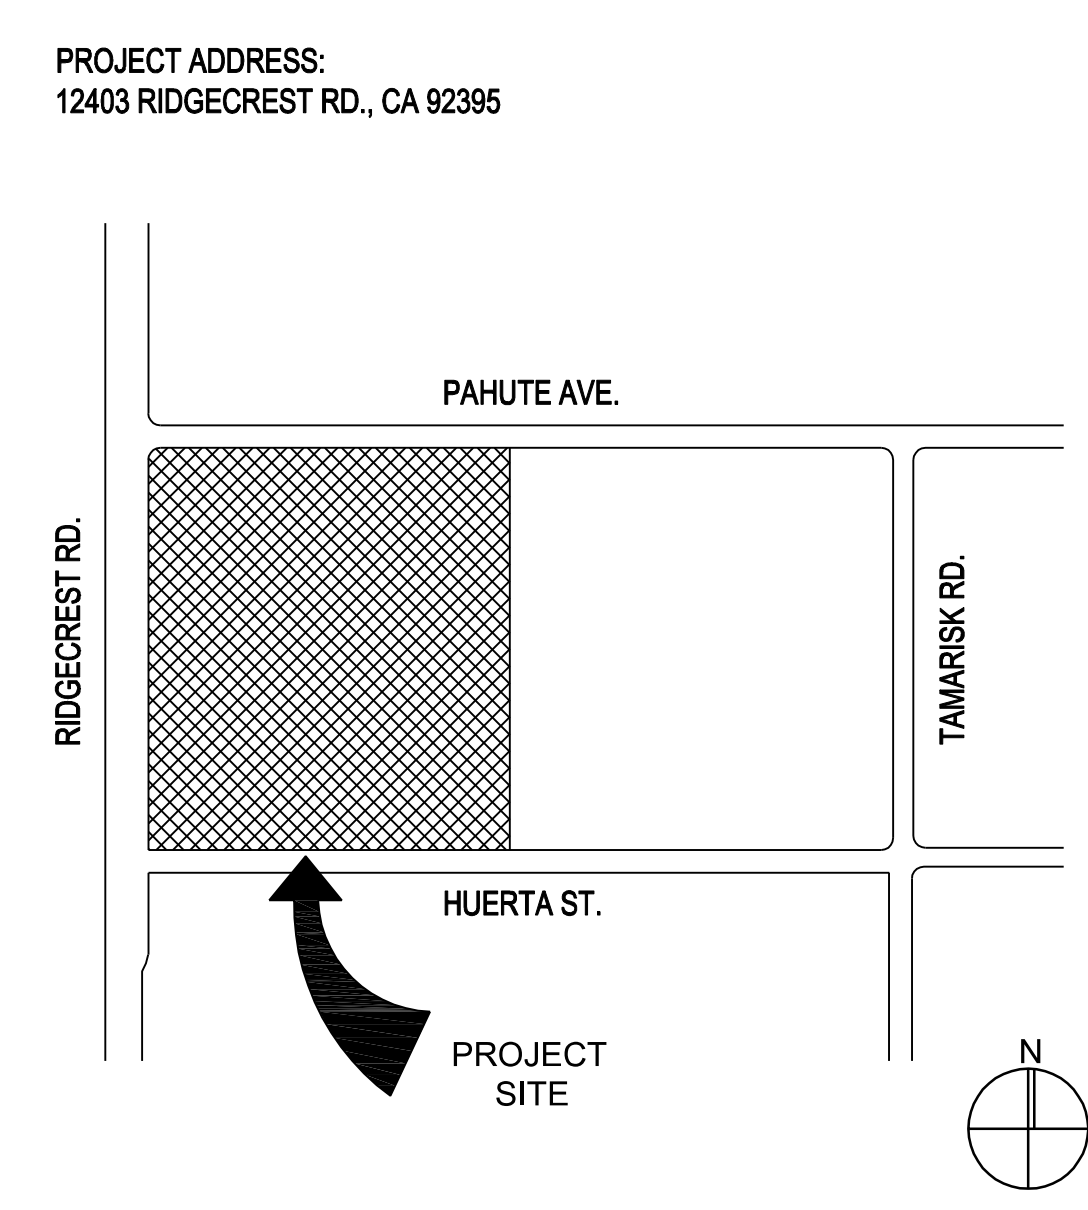 PROJECT ADDRESS:
12403 RIDGECREST RD., CA 92395
PAHUTE AVE.
RIDGECREST RD.
TAMARISK RD.
HUERTA ST.
PROJECT
SITE
N